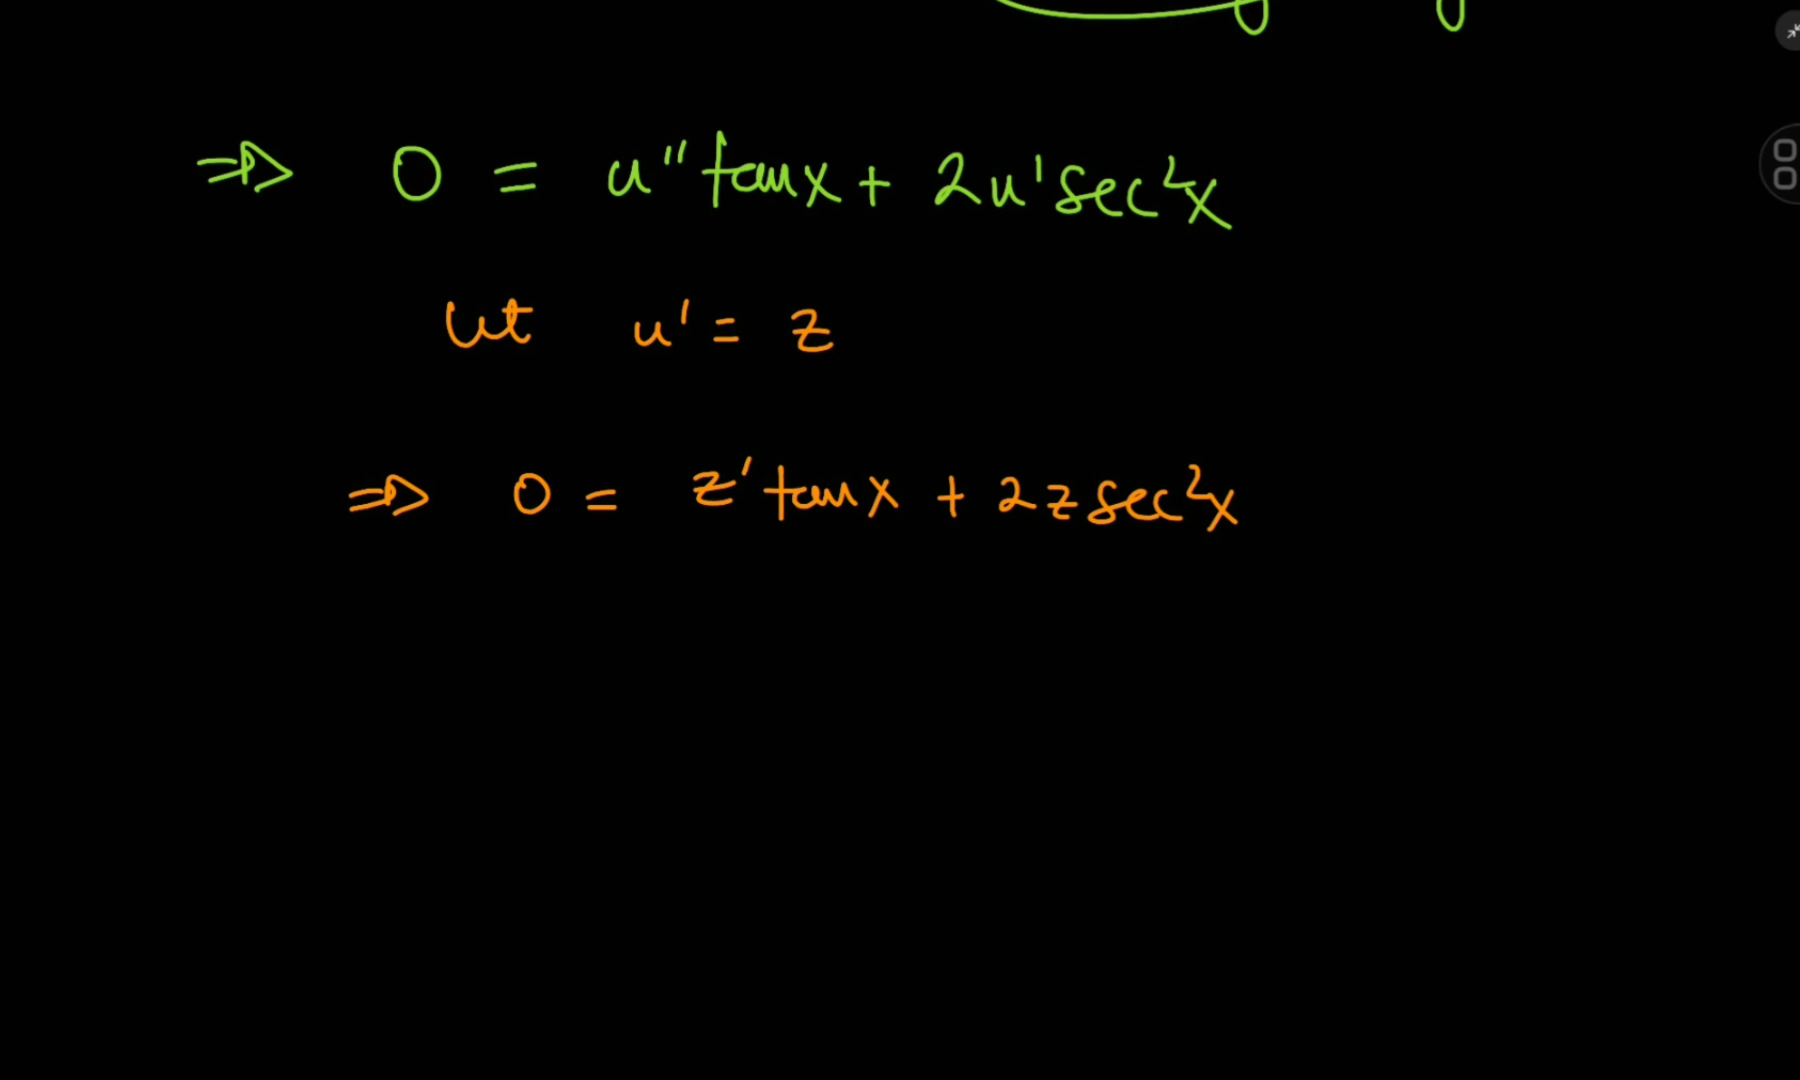 ⇒ 0 = u'' tan x + 2u' sec²x
let u' = z
⇒ 0 = z' tan x + 2z sec²x